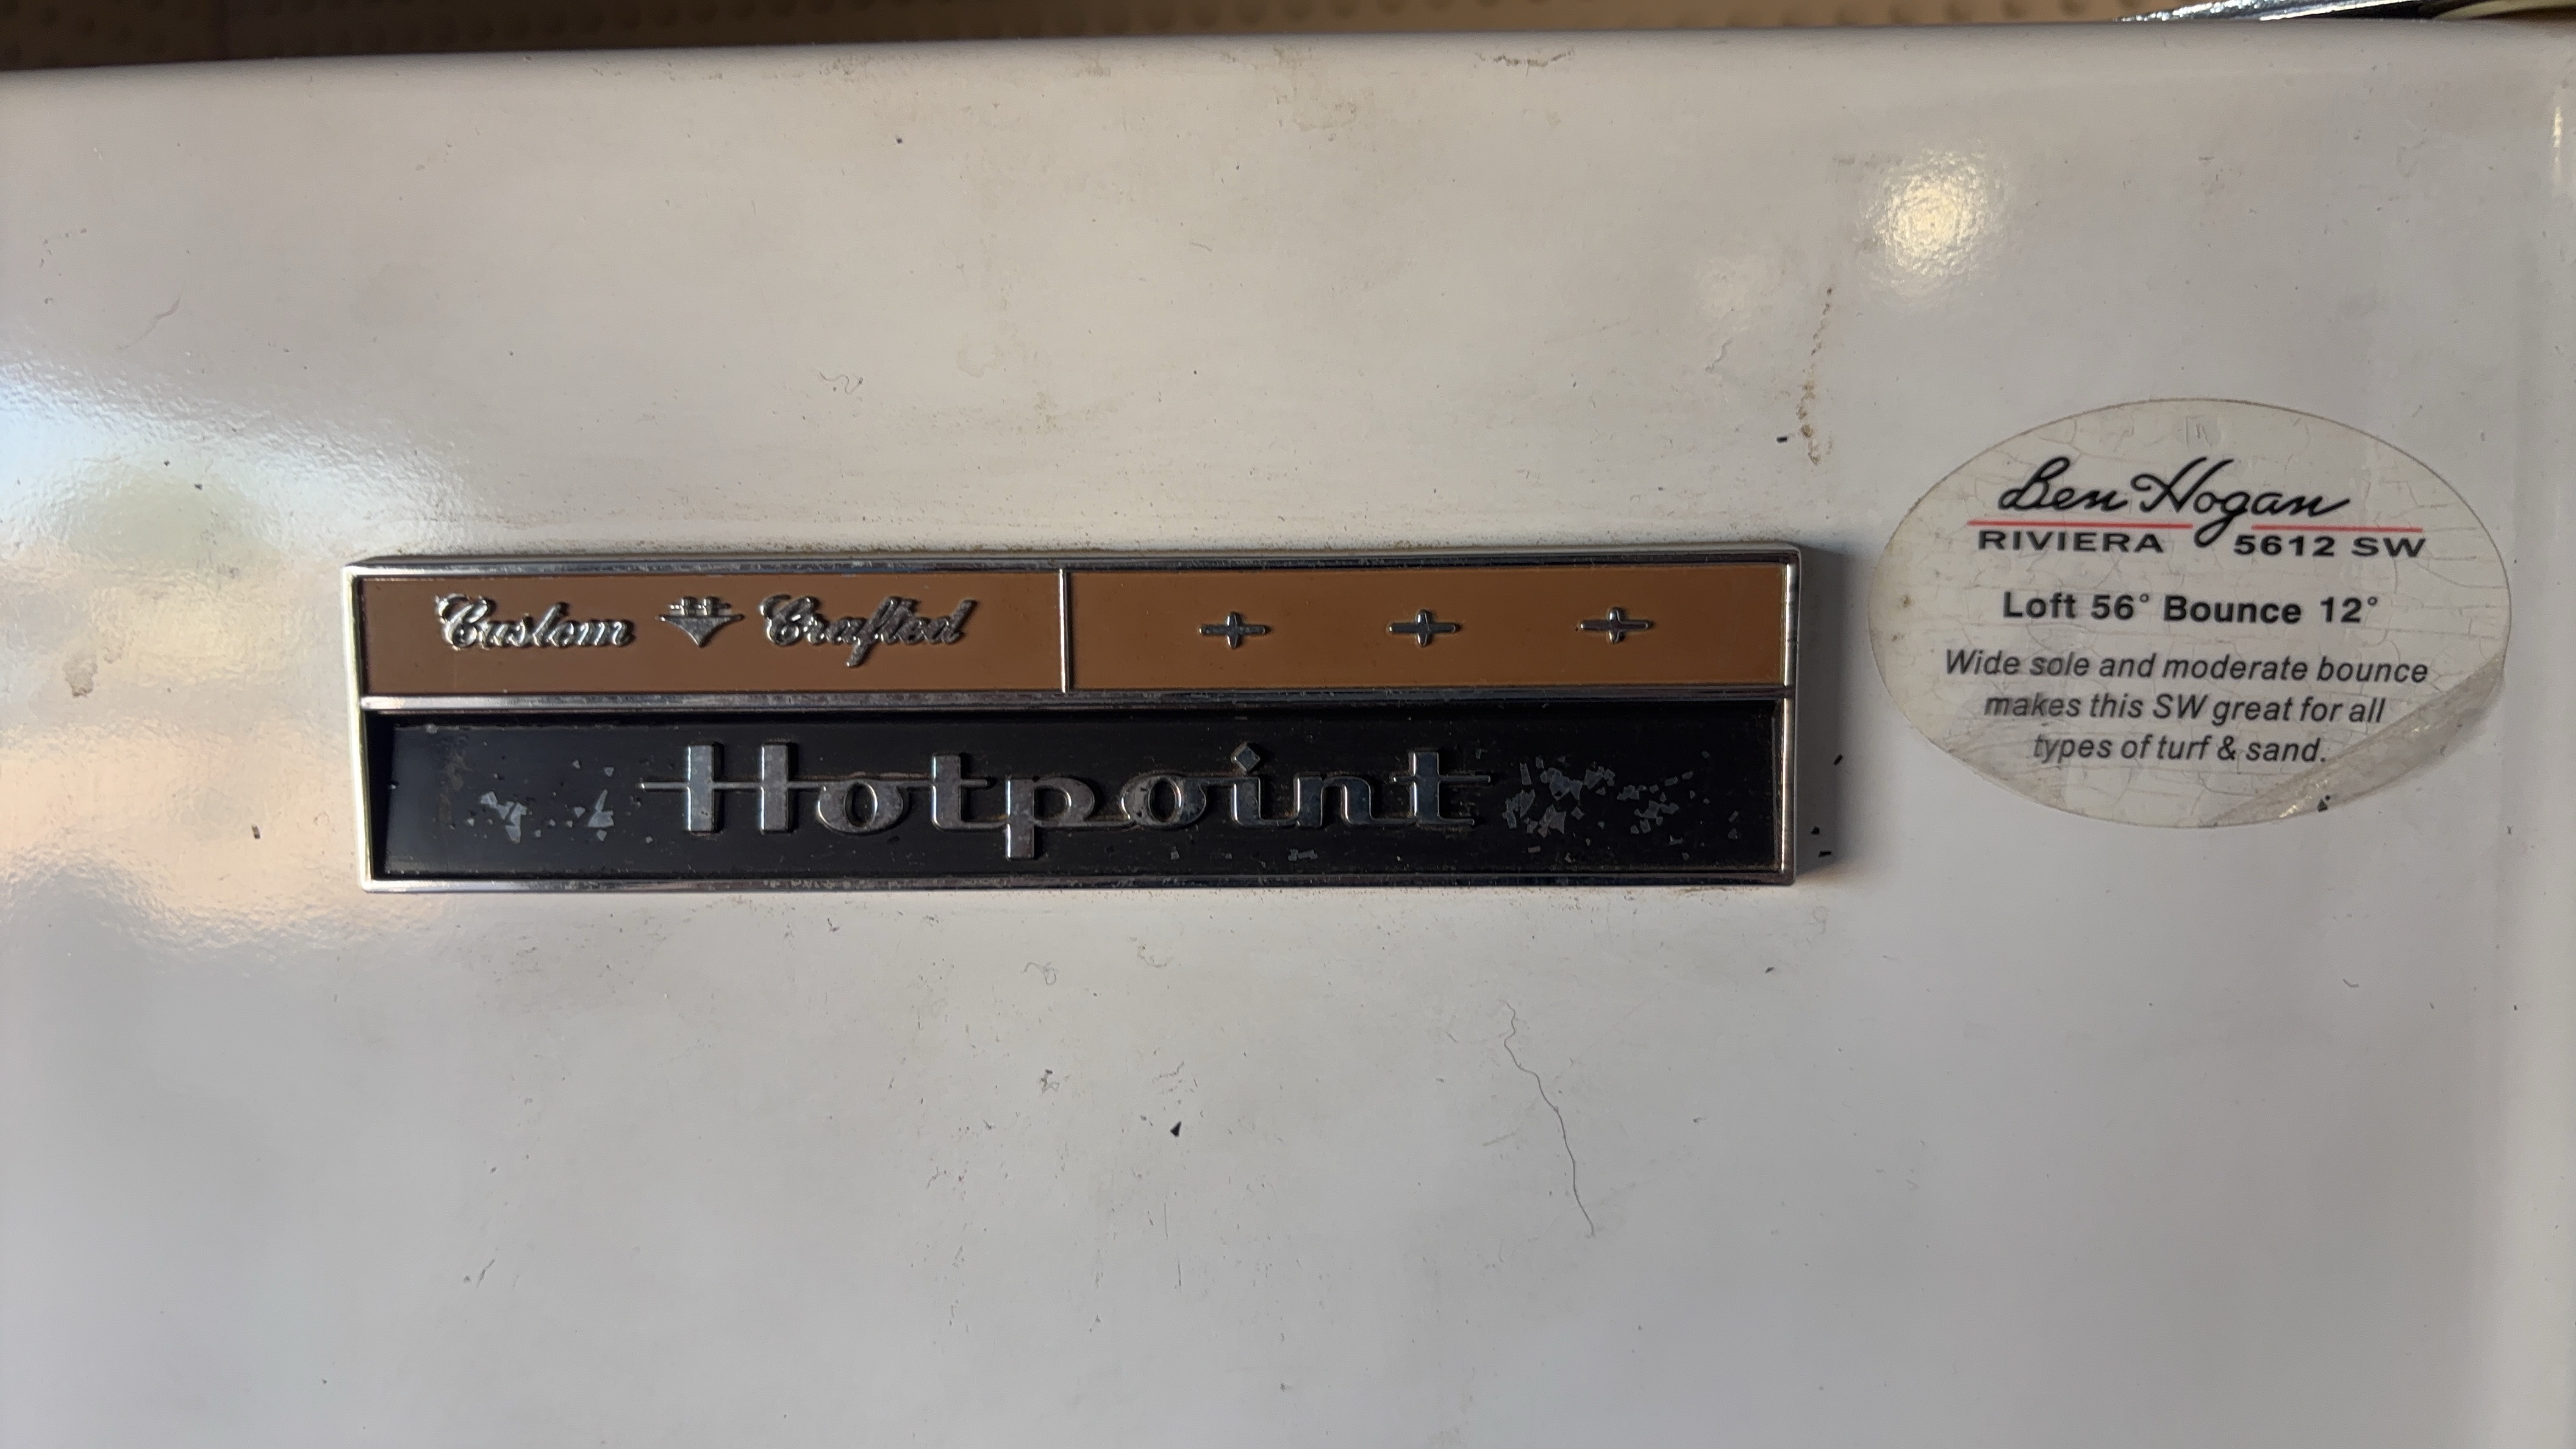 Custom Crafted
Hotpoint
Ben Hogan
RIVIERA 5612 SW
Loft 56° Bounce 12°
Wide sole and moderate bounce
makes this SW great for all
types of turf & sand.